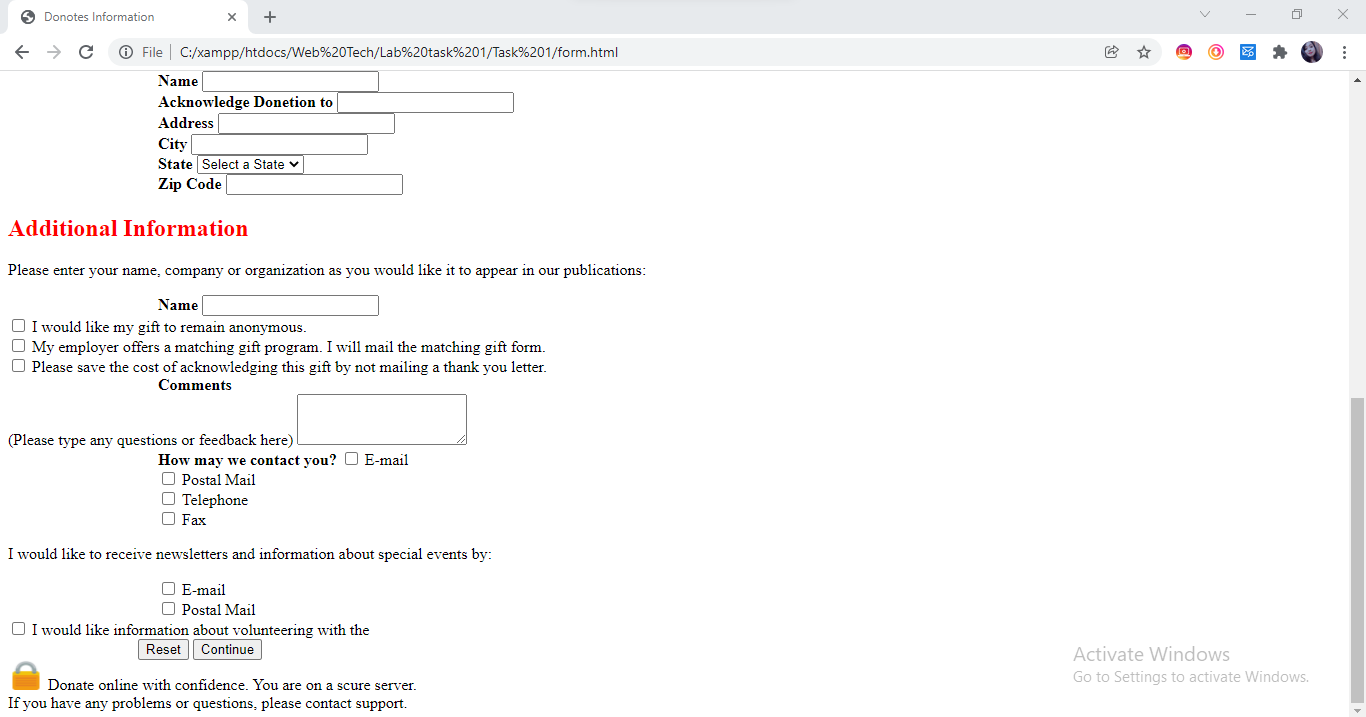 Donotes Information
File C:/xampp/htdocs/Web%20Tech/Lab%20task%201/Task%201/form.html
Name
Acknowledge Donetion to
Address
City
State Select a State
Zip Code
Additional Information
Please enter your name, company or organization as you would like it to appear in our publications:
Name
I would like my gift to remain anonymous.
My employer offers a matching gift program. I will mail the matching gift form.
Please save the cost of acknowledging this gift by not mailing a thank you letter.
Comments
(Please type any questions or feedback here)
How may we contact you? E-mail
Postal Mail
Telephone
Fax
I would like to receive newsletters and information about special events by:
E-mail
Postal Mail
I would like information about volunteering with the
Reset Continue
Donate online with confidence. You are on a scure server.
If you have any problems or questions, please contact support.
Activate Windows
Go to Settings to activate Windows.